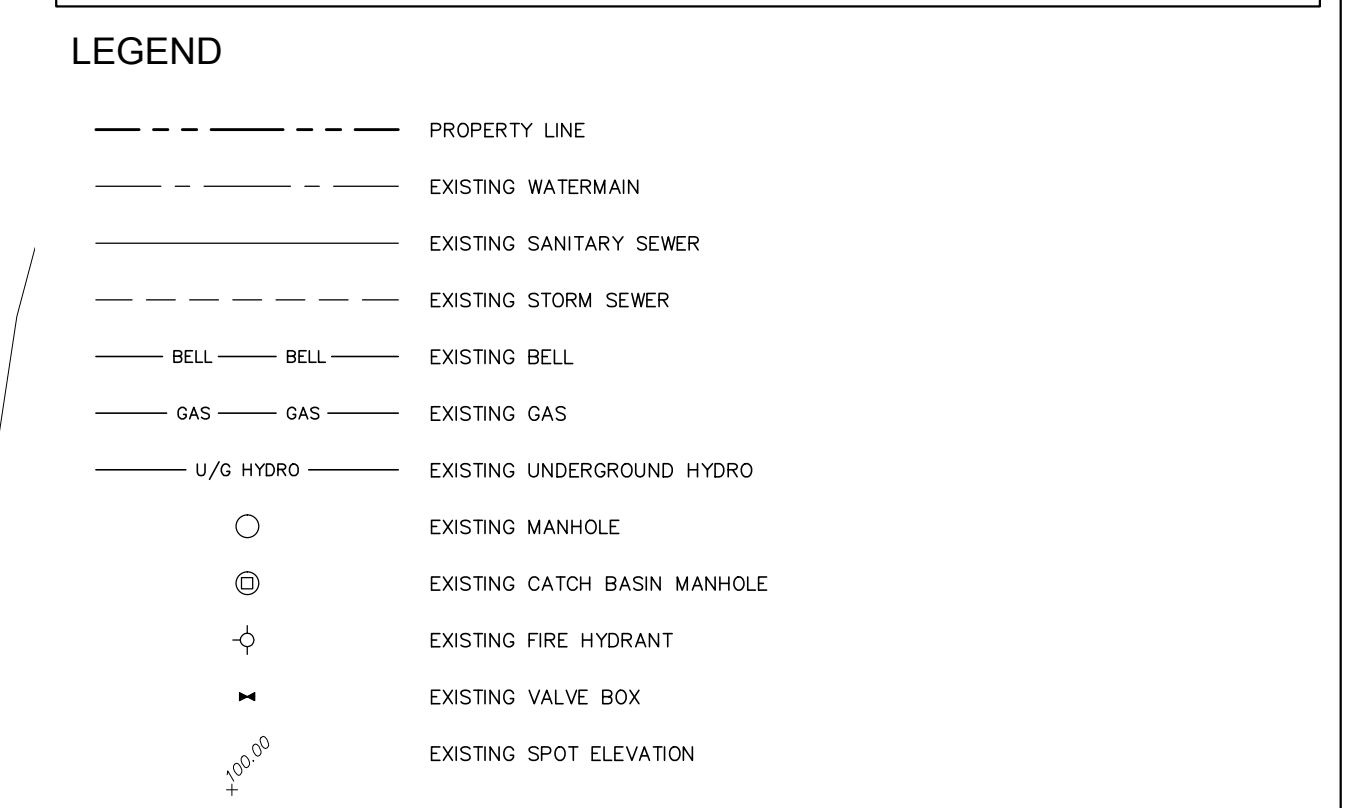 LEGEND
PROPERTY LINE
EXISTING WATERMAIN
EXISTING SANITARY SEWER
EXISTING STORM SEWER
BELL BELL EXISTING BELL
GAS GAS EXISTING GAS
U/G HYDRO EXISTING UNDERGROUND HYDRO
EXISTING MANHOLE
EXISTING CATCH BASIN MANHOLE
EXISTING FIRE HYDRANT
EXISTING VALVE BOX
+100.00 EXISTING SPOT ELEVATION